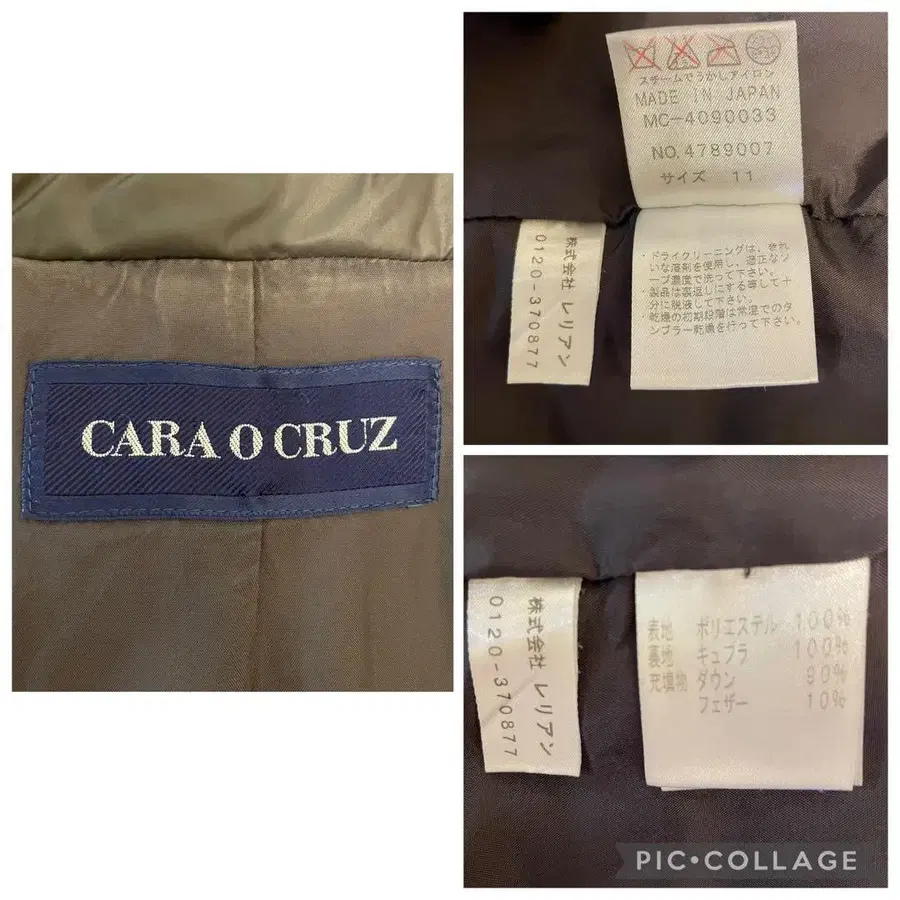 CARA O CRUZ
スチームでうかしアイロン
MADE IN JAPAN
MC-4090033
NO.4789007
サイズ 11
株式会社 レリアン
0120-370877
・ドライクリーニングは、きれ
いな溶剤を使用し、適正なソ
ープ濃度で洗って下さい。
・製品は裏返しにする等して十
分に脱液して下さい。
・乾燥の初期段階は常温でのタ
ンブラー乾燥を行って下さい。
株式会社 レリアン
0120-370877
表地 ポリエステル 100%
裏地 キュプラ 100%
充填物 ダウン 90%
フェザー 10%
PIC•COLLAGE